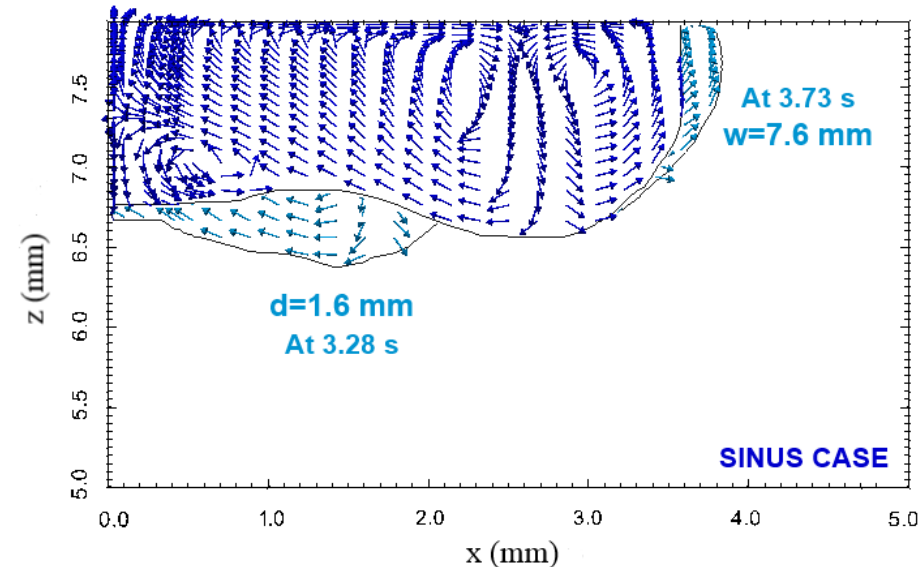 At 3.73 s
w=7.6 mm
d=1.6 mm
At 3.28 s
SINUS CASE
z (mm)
7.5
7.0
6.5
6.0
5.5
5.0
0.0 1.0 2.0 3.0 4.0 5.0
x (mm)